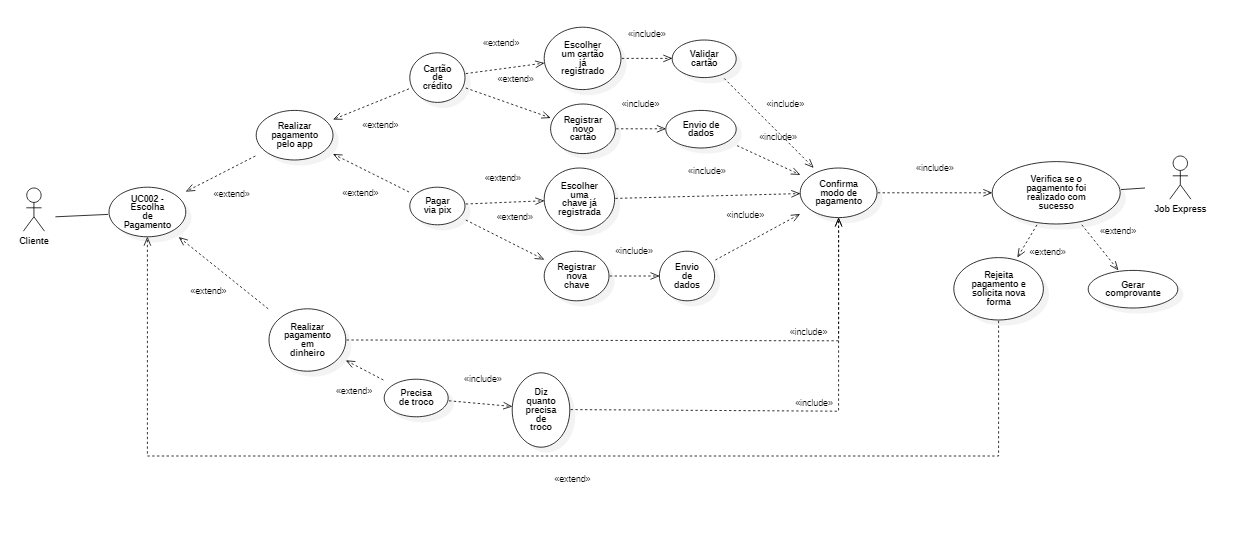 «extend»
Escolher
um cartão
já
registrado
«include»
Validar
cartão
Cartão
de
crédito
«extend»
Registrar
novo
cartão
«include»
Envio de
dados
«include»
«include»
Realizar
pagamento
pelo app
«extend»
«extend»
«extend»
Pagar
via pix
«extend»
Escolher
uma
chave já
registrada
«include»
«extend»
Registrar
nova
chave
«include»
Envio
de
dados
«include»
Confirma
modo de
pagamento
«include»
Verifica se o
pagamento foi
realizado com
sucesso
Job Express
Cliente
UC002 -
Escolha
de
Pagamento
«extend»
«extend»
Rejeita
pagamento e
solicita nova
forma
Gerar
comprovante
«extend»
Realizar
pagamento
em
dinheiro
«include»
«extend»
Precisa
de troco
«include»
Diz
quanto
precisa
de
troco
«include»
«extend»